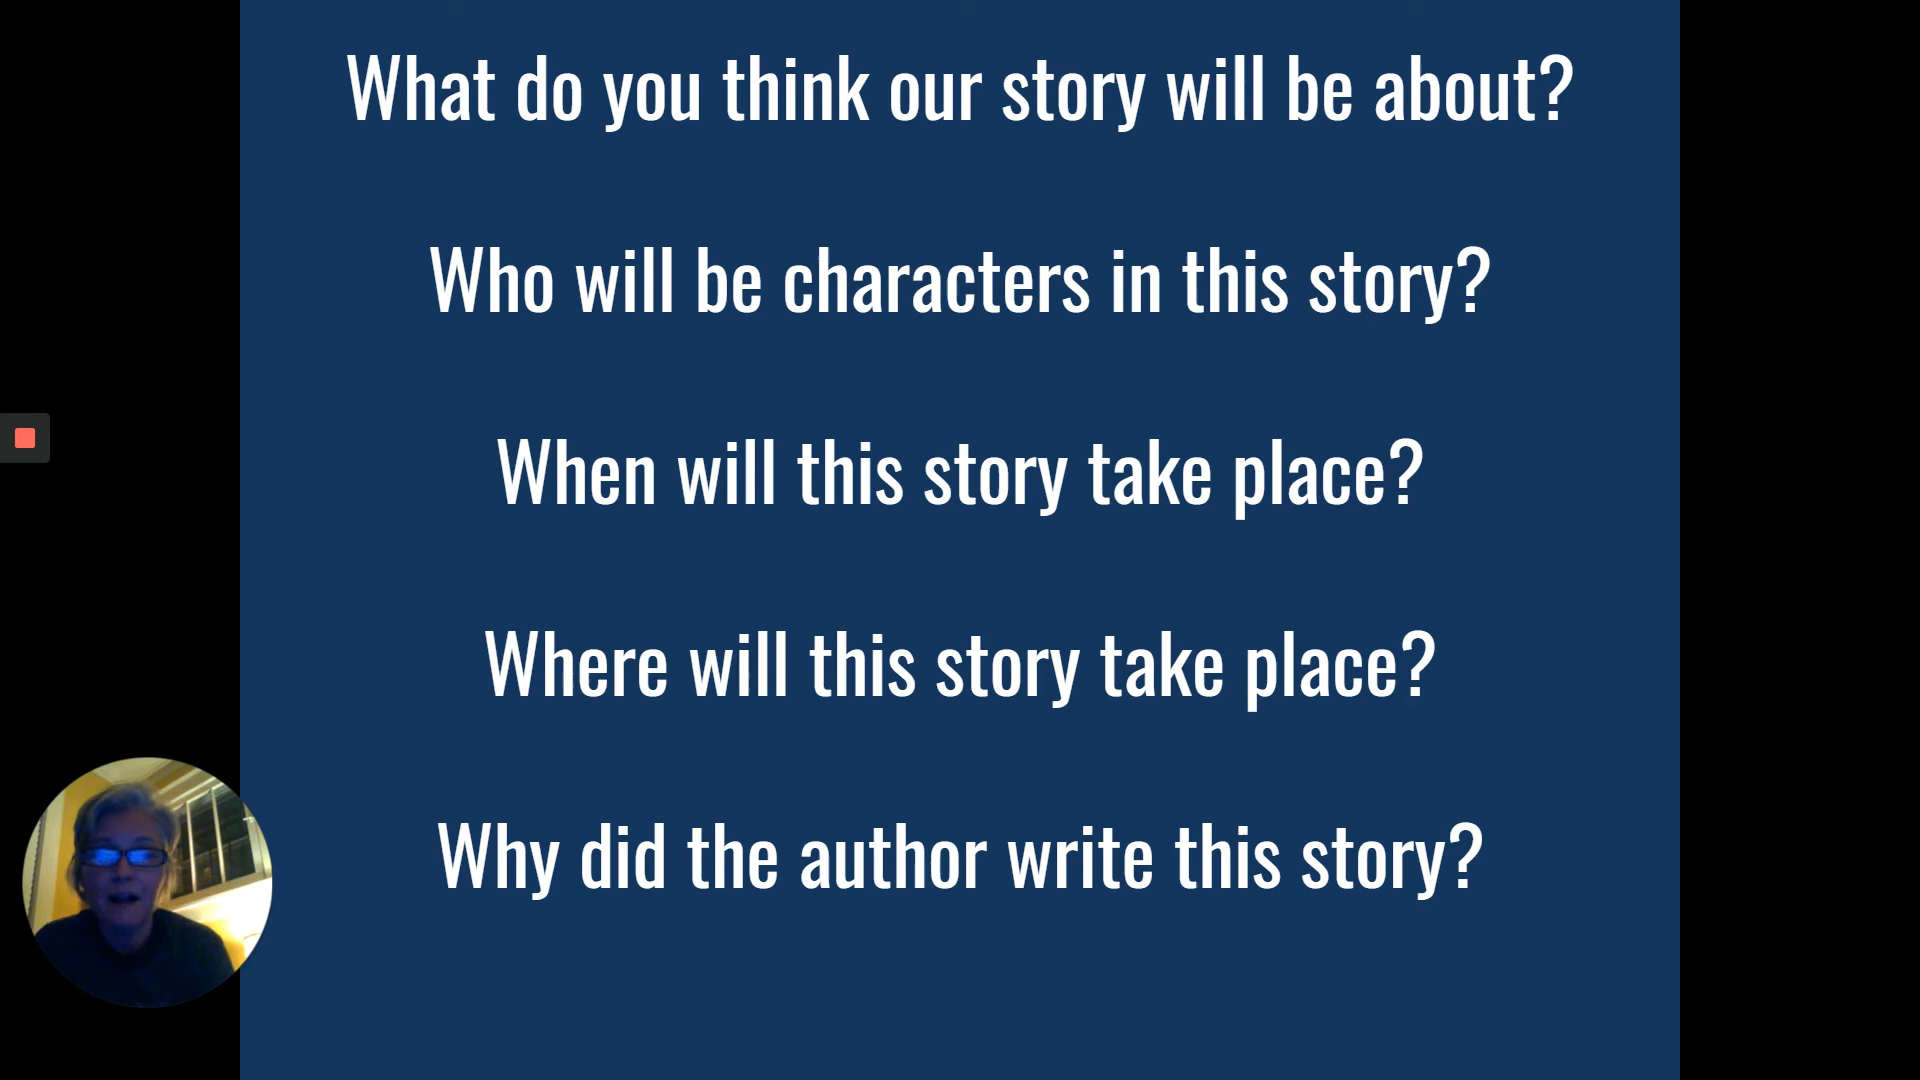 What do you think our story will be about?
Who will be characters in this story?
When will this story take place?
Where will this story take place?
Why did the author write this story?